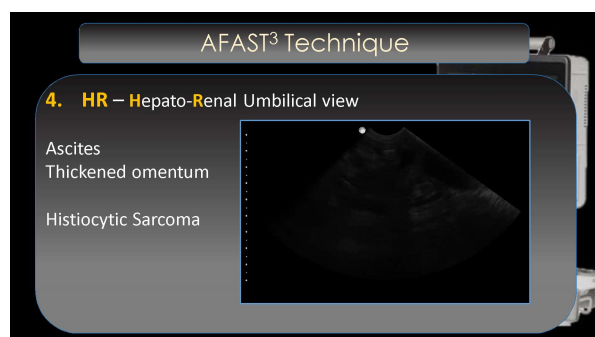 AFAST³ Technique
4. HR – Hepato-Renal Umbilical view
Ascites
Thickened omentum
Histiocytic Sarcoma